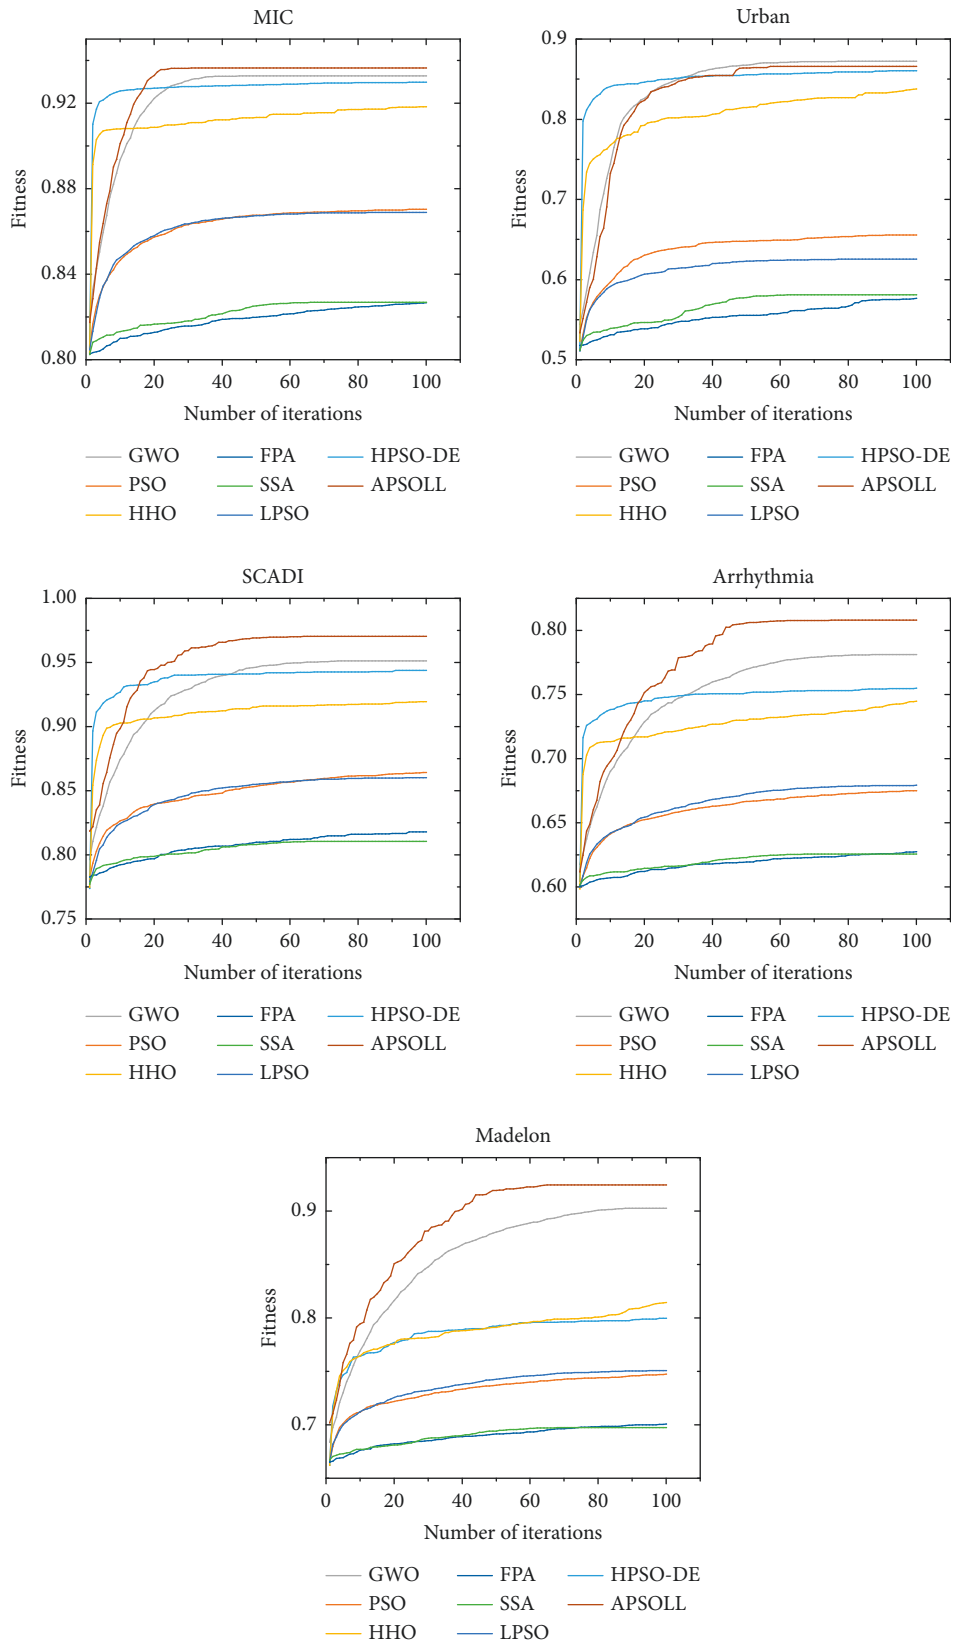 MIC
Fitness
0.92
0.88
0.84
0.80
0 20 40 60 80 100
Number of iterations
GWO FPA HPSO-DE
PSO SSA APSOLL
HHO LPSO
Urban
Fitness
0.9
0.8
0.7
0.6
0.5
0 20 40 60 80 100
Number of iterations
GWO FPA HPSO-DE
PSO SSA APSOLL
HHO LPSO
SCADI
Fitness
1.00
0.95
0.90
0.85
0.80
0.75
0 20 40 60 80 100
Number of iterations
GWO FPA HPSO-DE
PSO SSA APSOLL
HHO LPSO
Arrhythmia
Fitness
0.80
0.75
0.70
0.65
0.60
0 20 40 60 80 100
Number of iterations
GWO FPA HPSO-DE
PSO SSA APSOLL
HHO LPSO
Madelon
Fitness
0.9
0.8
0.7
0 20 40 60 80 100
Number of iterations
GWO FPA HPSO-DE
PSO SSA APSOLL
HHO LPSO